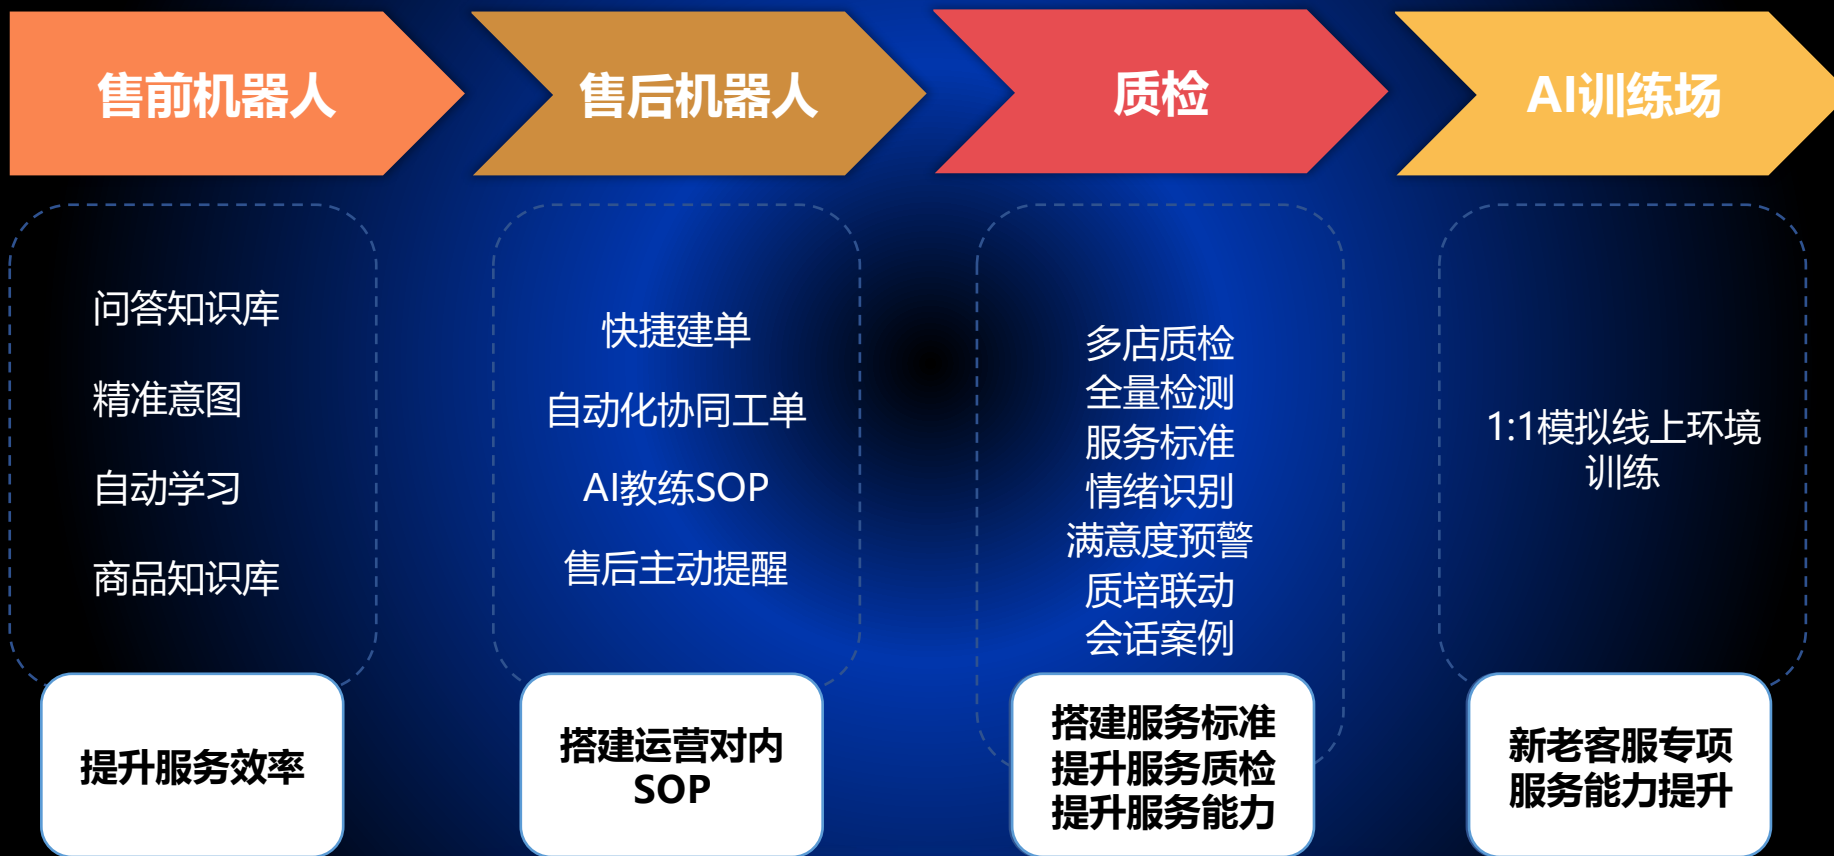 售前机器人
售后机器人
质检
AI训练场
问答知识库
精准意图
自动学习
商品知识库
快捷建单
自动化协同工单
AI教练SOP
售后主动提醒
多店质检
全量检测
服务标准
情绪识别
满意度预警
质培联动
会话案例
1:1模拟线上环境
训练
提升服务效率
搭建运营对内
SOP
搭建服务标准
提升服务质检
提升服务能力
新老客服专项
服务能力提升